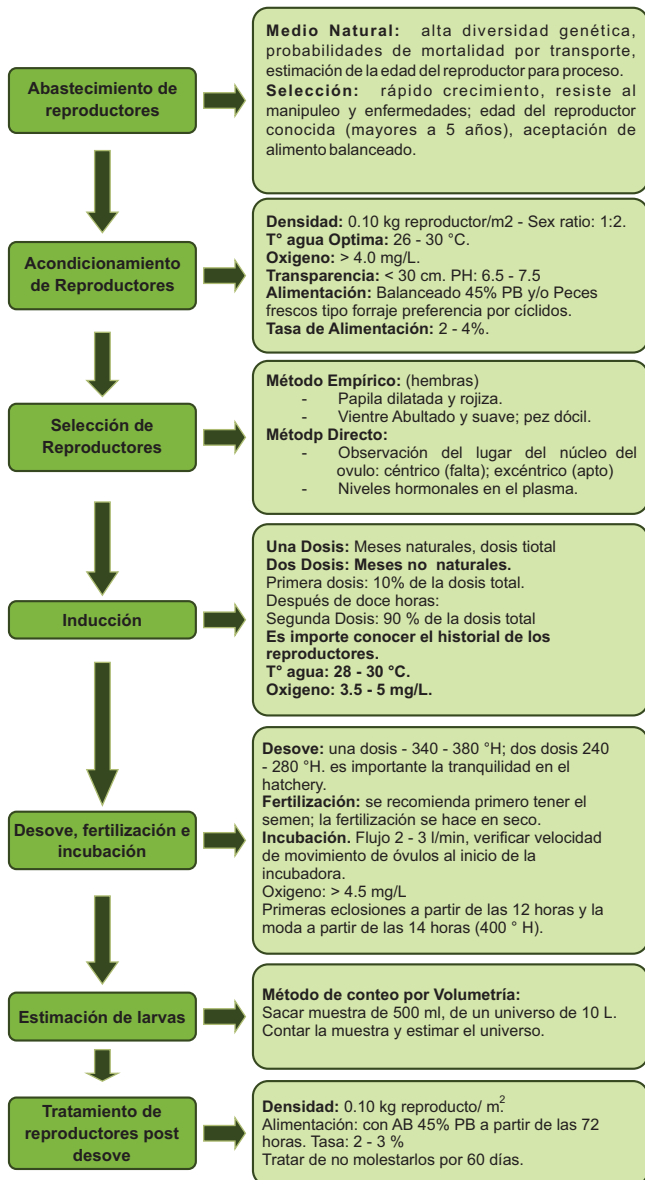 Abastecimiento de
reproductores
Medio Natural: alta diversidad genética,
probabilidades de mortalidad por transporte,
estimación de la edad del reproductor para proceso.
Selección: rápido crecimiento, resiste al
manipuleo y enfermedades; edad del reproductor
conocida (mayores a 5 años), aceptación de
alimento balanceado.
Acondicionamiento
de Reproductores
Densidad: 0.10 kg reproductor/m2 - Sex ratio: 1:2.
T° agua Optima: 26 - 30 °C.
Oxigeno: > 4.0 mg/L.
Transparencia: < 30 cm. PH: 6.5 - 7.5
Alimentación: Balanceado 45% PB y/o Peces
frescos tipo forraje preferencia por cíclidos.
Tasa de Alimentación: 2 - 4%.
Selección de
Reproductores
Método Empírico: (hembras)
- Papila dilatada y rojiza.
- Vientre Abultado y suave; pez dócil.
Métodp Directo:
- Observación del lugar del núcleo del
ovulo: céntrico (falta); excéntrico (apto)
- Niveles hormonales en el plasma.
Inducción
Una Dosis: Meses naturales, dosis tiotal
Dos Dosis: Meses no naturales.
Primera dosis: 10% de la dosis total.
Después de doce horas:
Segunda Dosis: 90 % de la dosis total
Es importe conocer el historial de los
reproductores.
T° agua: 28 - 30 °C.
Oxigeno: 3.5 - 5 mg/L.
Desove, fertilización e
incubación
Desove: una dosis - 340 - 380 °H; dos dosis 240
- 280 °H. es importante la tranquilidad en el
hatchery.
Fertilización: se recomienda primero tener el
semen; la fertilización se hace en seco.
Incubación. Flujo 2 - 3 l/min, verificar velocidad
de movimiento de óvulos al inicio de la
incubadora.
Oxigeno: > 4.5 mg/L
Primeras eclosiones a partir de las 12 horas y la
moda a partir de las 14 horas (400 ° H).
Estimación de larvas
Método de conteo por Volumetría:
Sacar muestra de 500 ml, de un universo de 10 L.
Contar la muestra y estimar el universo.
Tratamiento de
reproductores post
desove
Densidad: 0.10 kg reproducto/ m².
Alimentación: con AB 45% PB a partir de las 72
horas. Tasa: 2 - 3 %
Tratar de no molestarlos por 60 días.